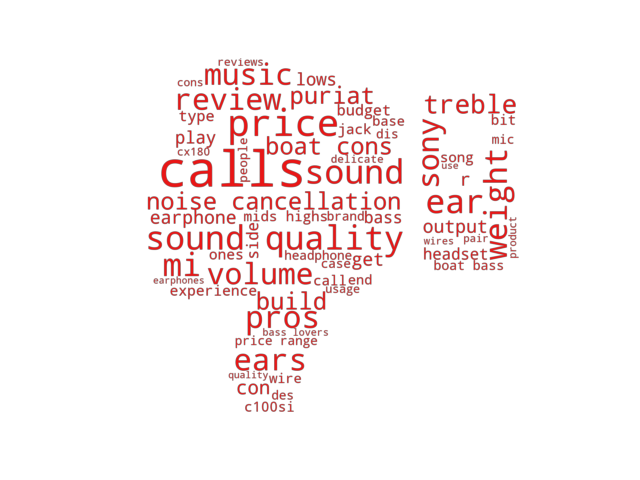 reviews
cons music lows
review puriat
type budget
price jack base
play dis
cx180 people boat cons
calls delicate
sound
noise cancellation
earphone mids highs brand bass
sound quality
side
ones headphone
mi case get
volume call end
earphones
experience usage
build
pros
bass lovers
price range
ears
quality wire
con des
c100si
treble
sony bit
mic
song
use
r weight
ear
output
wires pair product
headset
boat bass